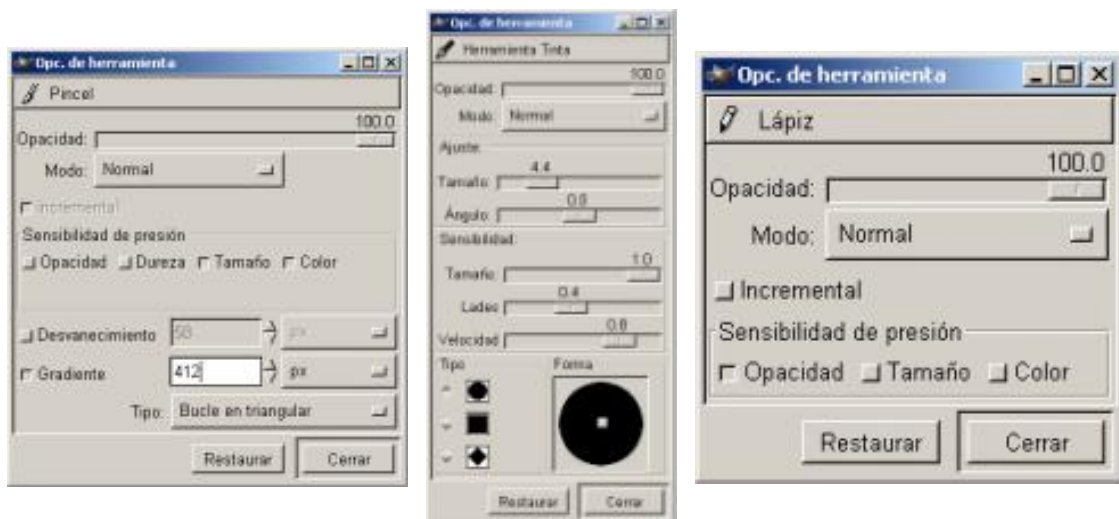 Opc. de herramienta
Pincel
100.0
Opacidad:
Modo: Normal
Incremental
Sensibilidad de presión
Opacidad Dureza Tamaño Color
Desvanecimiento 50 px
Gradiente 412 px
Tipo: Bucle en triangular
Restaurar Cerrar
Opc. de herramienta
Herramienta Tinta
100.0
Opacidad:
Modo: Normal
Ajuste
4.4
Tamaño:
0.9
Ángulo:
Sensibilidad
1.0
Tamaño:
0.4
Ladeo
0.8
Velocidad
Tipo Forma
Restaurar Cerrar
Opc. de herramienta
Lápiz
100.0
Opacidad:
Modo: Normal
Incremental
Sensibilidad de presión
Opacidad Tamaño Color
Restaurar Cerrar